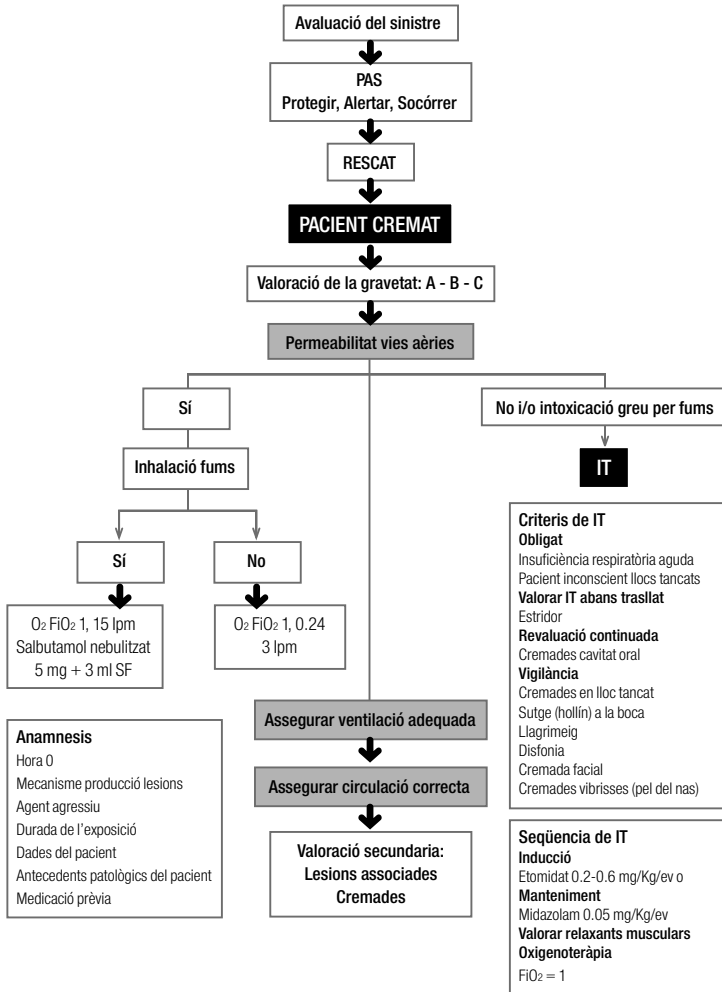 Avaluació del sinistre
PAS
Protegir, Alertar, Socórrer
RESCAT
PACIENT CREMAT
Valoració de la gravetat: A - B - C
Permeabilitat vies aèries
Sí
No i/o intoxicació greu per fums
Inhalació fums
IT
Sí
No
O2 FiO2 1, 15 lpm
Salbutamol nebulitzat
5 mg + 3 ml SF
O2 FiO2 1, 0.24
3 lpm
Criteris de IT
Obligat
Insuficiència respiratòria aguda
Pacient inconscient llocs tancats
Valorar IT abans trasllat
Estridor
Revaluació continuada
Cremades cavitat oral
Vigilància
Cremades en lloc tancat
Sutge (hollín) a la boca
Llagrimeig
Disfonia
Cremada facial
Cremades vibrisses (pel del nas)
Assegurar ventilació adequada
Assegurar circulació correcta
Valoració secundaria:
Lesions associades
Cremades
Anamnesis
Hora 0
Mecanisme producció lesions
Agent agressiu
Durada de l'exposició
Dades del pacient
Antecedents patològics del pacient
Medicació prèvia
Seqüencia de IT
Inducció
Etomidat 0.2-0.6 mg/Kg/ev o
Manteniment
Midazolam 0.05 mg/Kg/ev
Valorar relaxants musculars
Oxigenoteràpia
FiO2 = 1